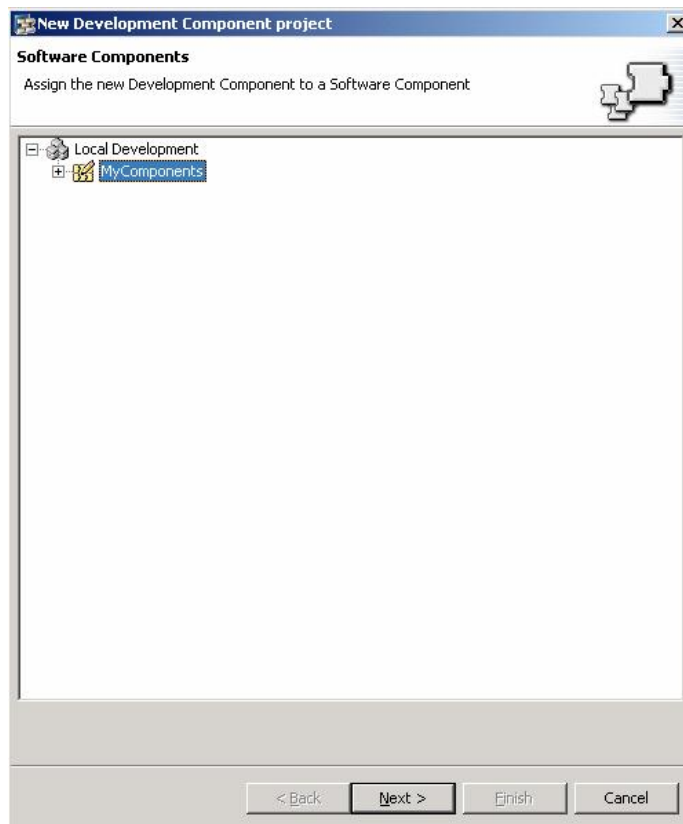 New Development Component project
Software Components
Assign the new Development Component to a Software Component
Local Development
MyComponents
< Back Next > Finish Cancel